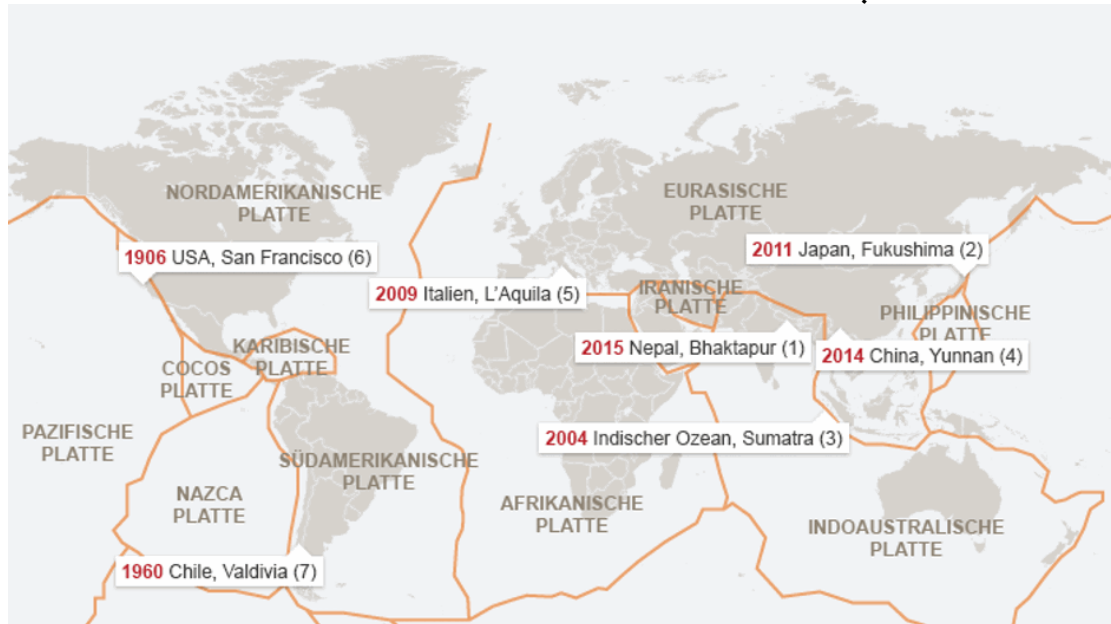 NORDAMERIKANISCHE
PLATTE
EURASISCHE
PLATTE
1906 USA, San Francisco (6)
2011 Japan, Fukushima (2)
2009 Italien, L'Aquila (5)
IRANISCHE
PLATTE
PHILIPPINISCHE
PLATTE
KARIBISCHE
PLATTE
2015 Nepal, Bhaktapur (1)
2014 China, Yunnan (4)
COCOS
PLATTE
PAZIFISCHE
PLATTE
2004 Indischer Ozean, Sumatra (3)
SÜDAMERIKANISCHE
PLATTE
NAZCA
PLATTE
AFRIKANISCHE
PLATTE
INDOAUSTRALISCHE
PLATTE
1960 Chile, Valdivia (7)